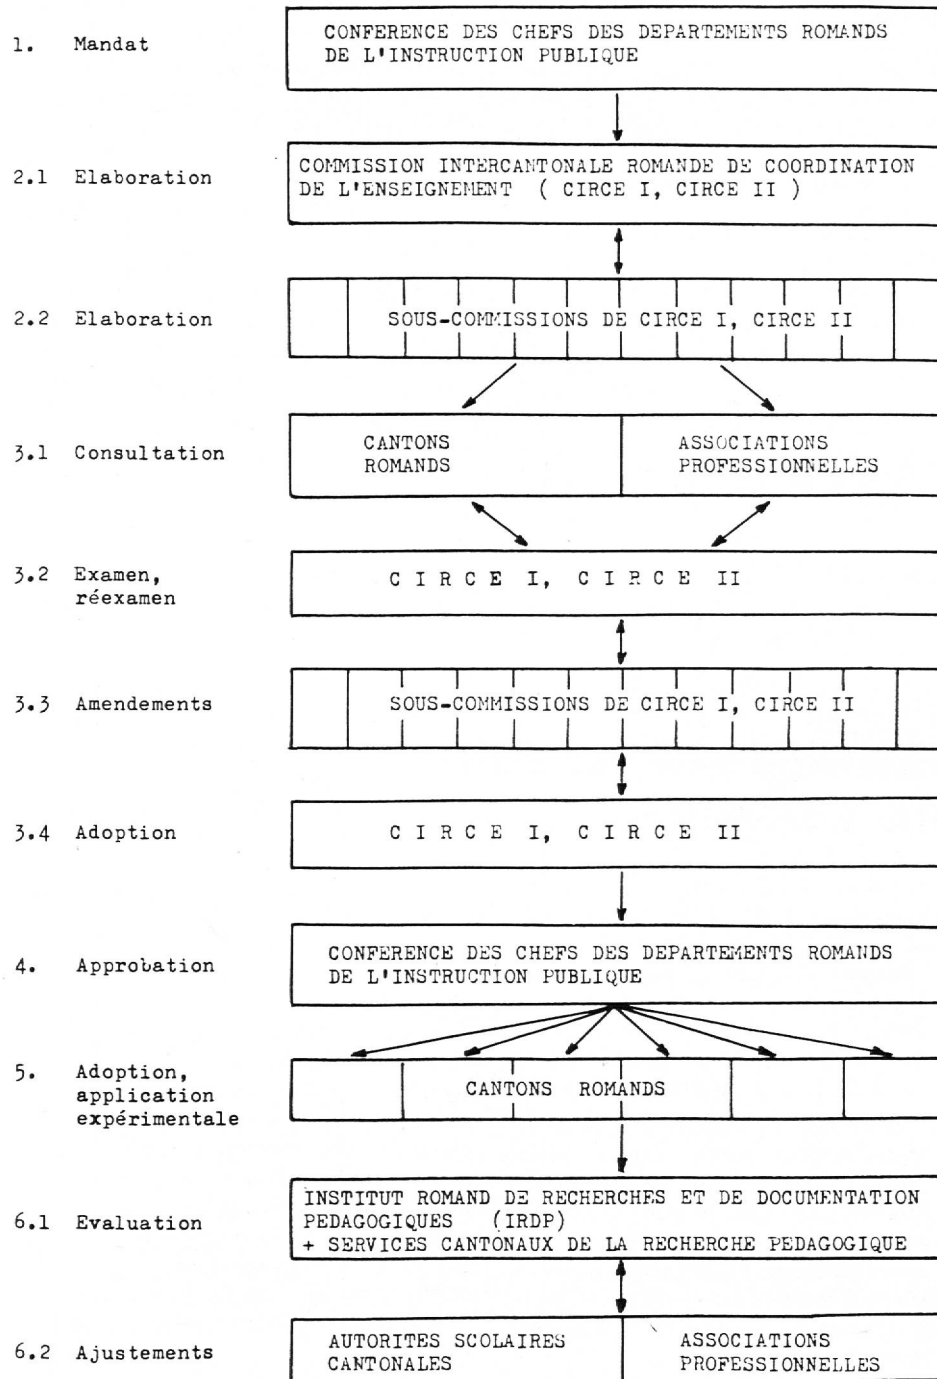 1. Mandat
CONFERENCE DES CHEFS DES DEPARTEMENTS ROMANDS
DE L'INSTRUCTION PUBLIQUE
2.1 Elaboration
COMMISSION INTERCANTONALE ROMANDE DE COORDINATION
DE L'ENSEIGNEMENT ( CIRCE I, CIRCE II )
2.2 Elaboration
SOUS-COMMISSIONS DE CIRCE I, CIRCE II
3.1 Consultation
CANTONS
ROMANDS
ASSOCIATIONS
PROFESSIONNELLES
3.2 Examen,
réexamen
C I R C E I, C I R C E II
3.3 Amendements
SOUS-COMMISSIONS DE CIRCE I, CIRCE II
3.4 Adoption
C I R C E I, C I R C E II
4. Approbation
CONFERENCE DES CHEFS DES DEPARTEMENTS ROMANDS
DE L'INSTRUCTION PUBLIQUE
5. Adoption,
application
expérimentale
CANTONS ROMANDS
6.1 Evaluation
INSTITUT ROMAND DE RECHERCHES ET DE DOCUMENTATION
PEDAGOGIQUES (IRDP)
+ SERVICES CANTONAUX DE LA RECHERCHE PEDAGOGIQUE
6.2 Ajustements
AUTORITES SCOLAIRES
CANTONALES
ASSOCIATIONS
PROFESSIONNELLES